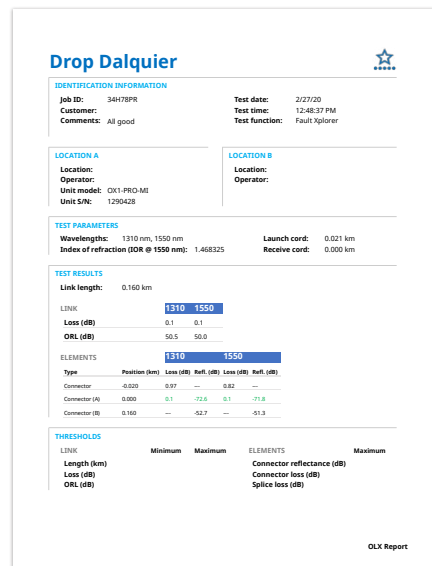 Drop Dalquier
IDENTIFICATION INFORMATION
Job ID: 34H78PR Test date: 2/27/20
Customer: Test time: 12:48:37 PM
Comments: All good Test function: Fault Xplorer
LOCATION A LOCATION B
Location: Location:
Operator: Operator:
Unit model: OX1-PRO-MI
Unit S/N: 1290428
TEST PARAMETERS
Wavelengths: 1310 nm, 1550 nm Launch cord: 0.021 km
Index of refraction (IOR @ 1550 nm): 1.468325 Receive cord: 0.000 km
TEST RESULTS
Link length: 0.160 km
LINK 1310 1550
Loss (dB) 0.1 0.1
ORL (dB) 50.5 50.0
ELEMENTS 1310 1550
Type Position (km) Loss (dB) Refl. (dB) Loss (dB) Refl. (dB)
Connector -0.020 0.97 --- 0.82 ---
Connector (A) 0.000 0.1 -72.6 0.1 -71.8
Connector (B) 0.160 --- -52.7 --- -51.3
THRESHOLDS
LINK Minimum Maximum ELEMENTS Maximum
Length (km) Connector reflectance (dB)
Loss (dB) Connector loss (dB)
ORL (dB) Splice loss (dB)
OLX Report